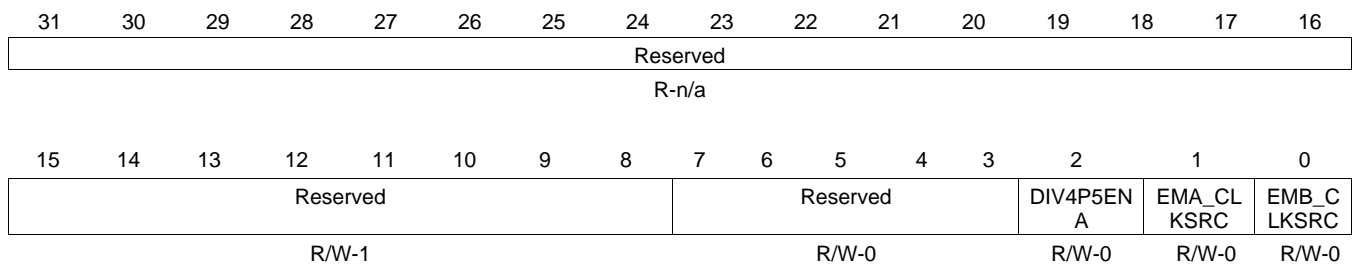 31 30 29 28 27 26 25 24 23 22 21 20 19 18 17 16
Reserved
R-n/a
15 14 13 12 11 10 9 8 7 6 5 4 3 2 1 0
Reserved Reserved DIV4P5EN EMA_CL EMB_C
A KSRC LKSRC
R/W-1 R/W-0 R/W-0 R/W-0 R/W-0